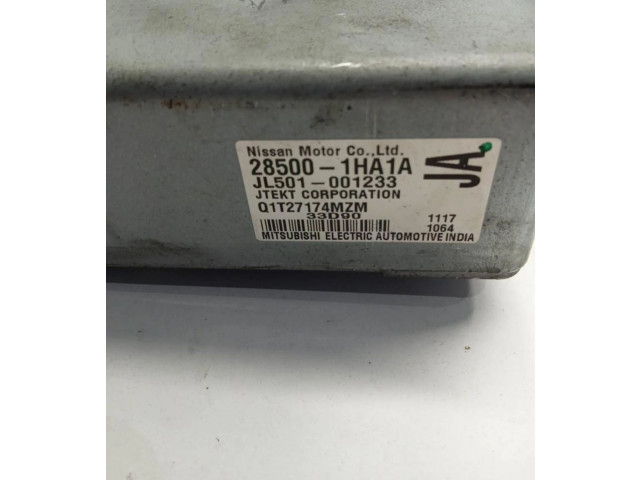 Nissan Motor Co.,Ltd.
28500-1HA1A
JA
JL501-001233
JTEKT CORPORATION
Q1T27174MZM
33D90
1117
1064
MITSUBISHI ELECTRIC AUTOMOTIVE INDIA